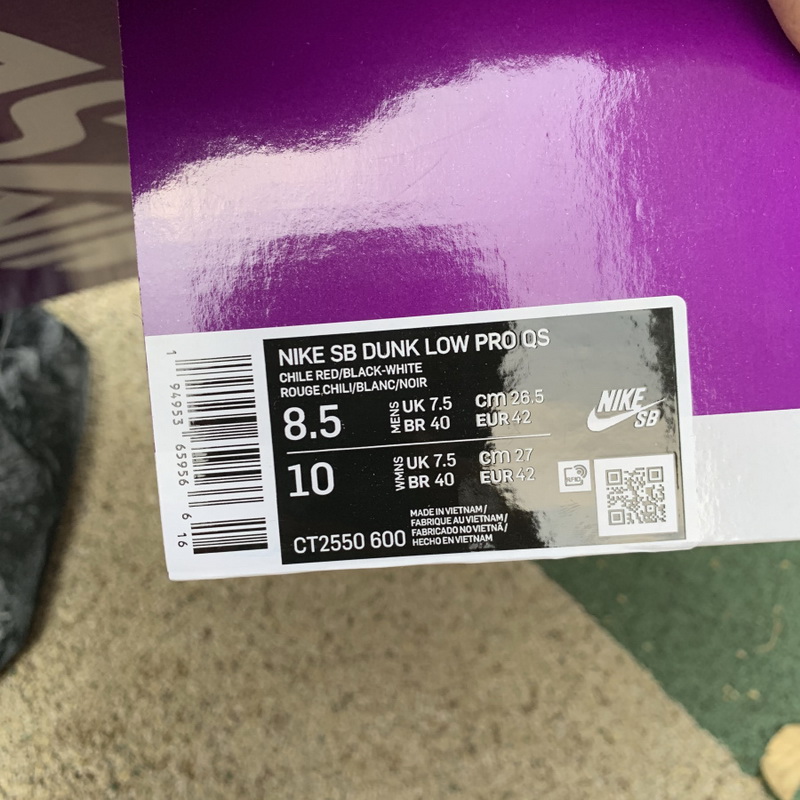 NIKE SB DUNK LOW PRO QS
CHILE RED/BLACK-WHITE
ROUGE CHILI/BLANC/NOIR
8.5 MENS UK 7.5 cm 26.5
BR 40 EUR 42
10 WMNS UK 7.5 cm 27
BR 40 EUR 42
CT2550 600
MADE IN VIETNAM/
FABRIQUE AU VIETNAM/
FABRICADO NO VIETNÃ/
HECHO EN VIETNAM
NIKE
SB
RFID
1 94953 65956 6 16